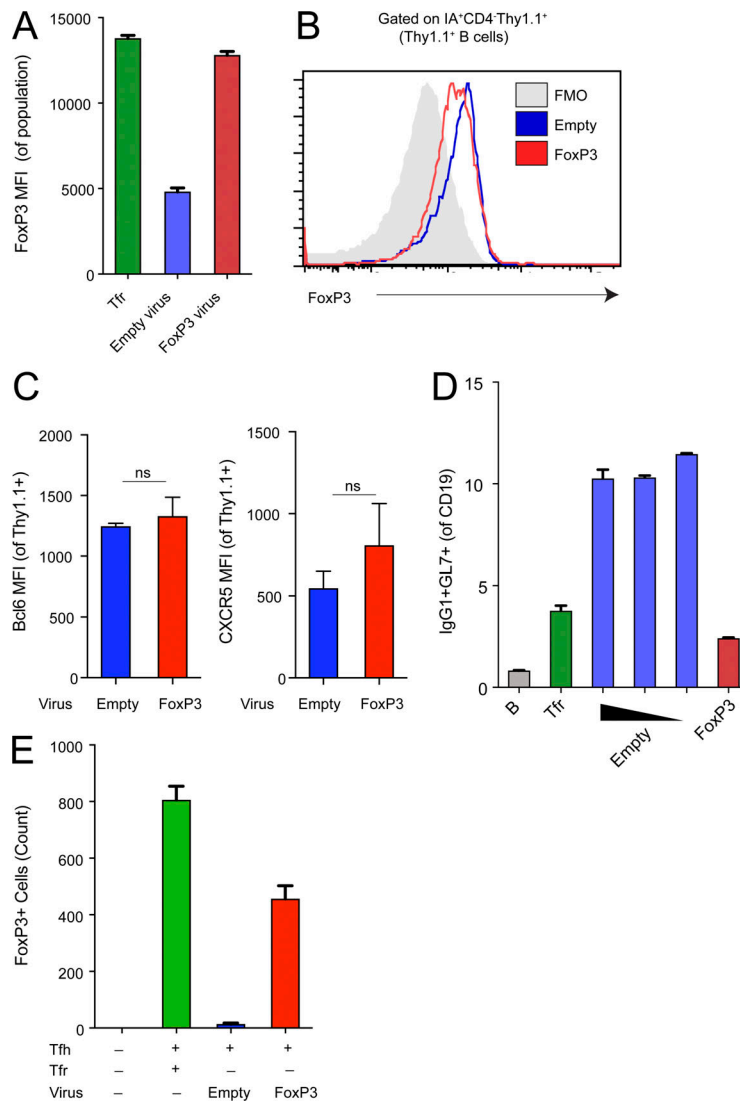 A
FoxP3 MFI (of population)
15000
10000
5000
0
Tfr
Empty virus
FoxP3 virus
B
Gated on IA⁺CD4⁻Thy1.1⁺
(Thy1.1⁺ B cells)
FMO
Empty
FoxP3
FoxP3
C
Bcl6 MFI (of Thy1.1+)
2000
1500
1000
500
0
ns
Virus Empty FoxP3
CXCR5 MFI (of Thy1.1+)
1500
1000
500
0
ns
Virus Empty FoxP3
D
IgG1+GL7+ (of CD19)
15
10
5
0
B
Tfr
Empty
FoxP3
E
FoxP3+ Cells (Count)
1000
800
600
400
200
0
Tfh – + + +
Tfr – + – –
Virus – – Empty FoxP3